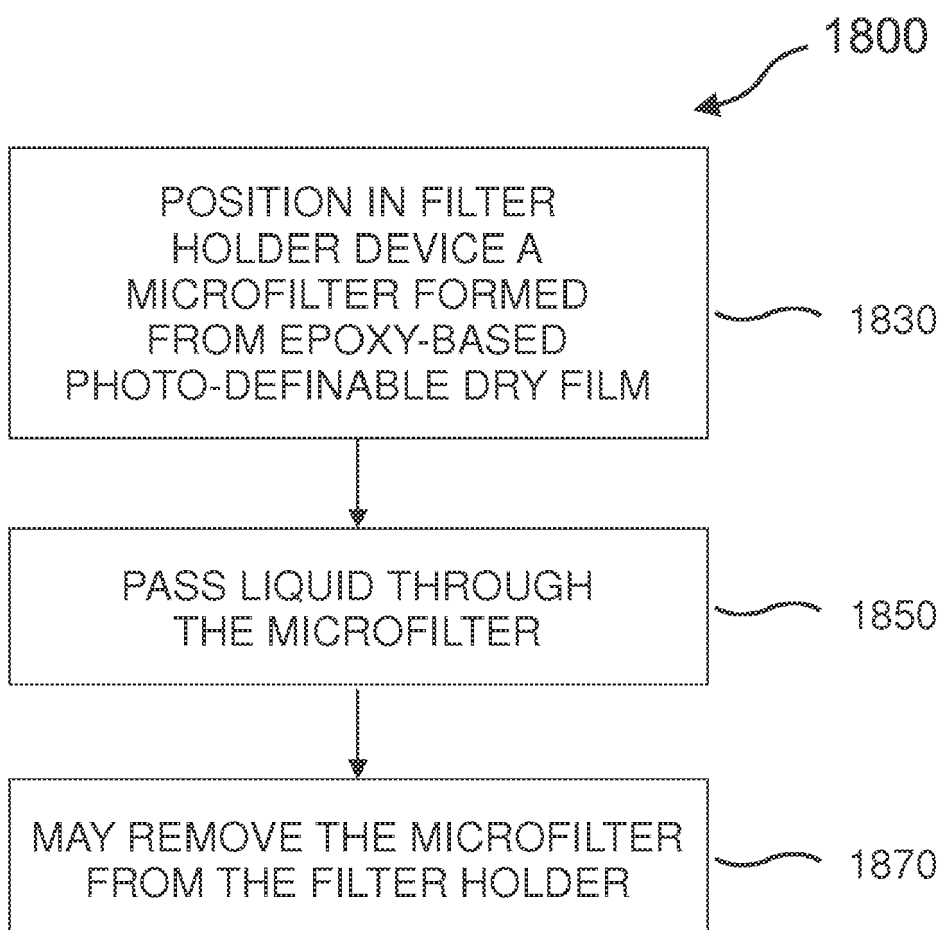 1800
POSITION IN FILTER
HOLDER DEVICE A
MICROFILTER FORMED
FROM EPOXY-BASED
PHOTO-DEFINABLE DRY FILM
1830
PASS LIQUID THROUGH
THE MICROFILTER
1850
MAY REMOVE THE MICROFILTER
FROM THE FILTER HOLDER
1870